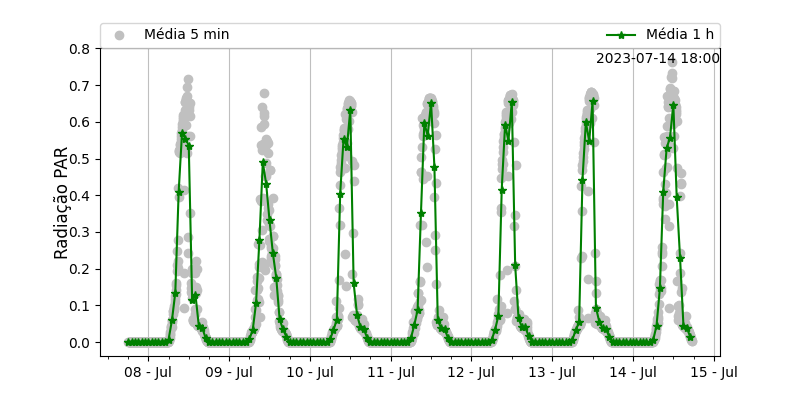 Média 5 min
Média 1 h
2023-07-14 18:00
Radiação PAR
0.8
0.7
0.6
0.5
0.4
0.3
0.2
0.1
0.0
08 - Jul
09 - Jul
10 - Jul
11 - Jul
12 - Jul
13 - Jul
14 - Jul
15 - Jul